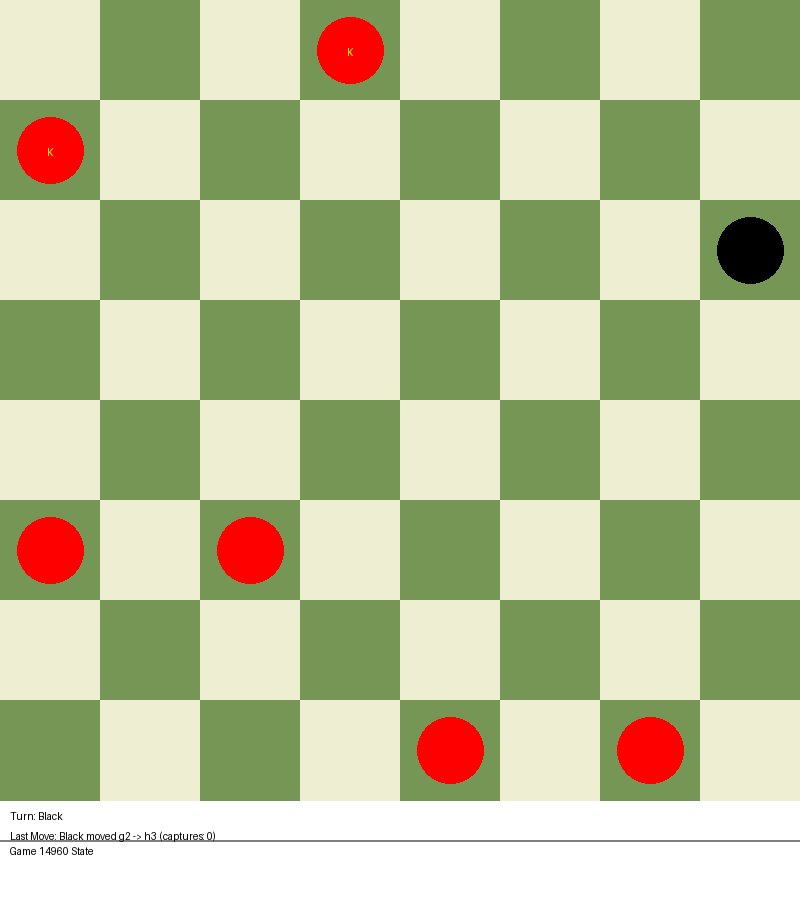 K
K
Turn: Black
Last Move: Black moved g2 -> h3 (captures: 0)
Game 14960 State